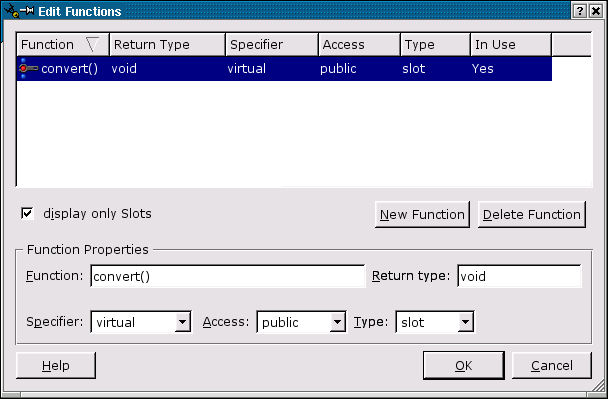 Edit Functions
Function Return Type Specifier Access Type In Use
convert() void virtual public slot Yes
display only Slots New Function Delete Function
Function Properties
Function: convert() Return type: void
Specifier: virtual Access: public Type: slot
Help OK Cancel